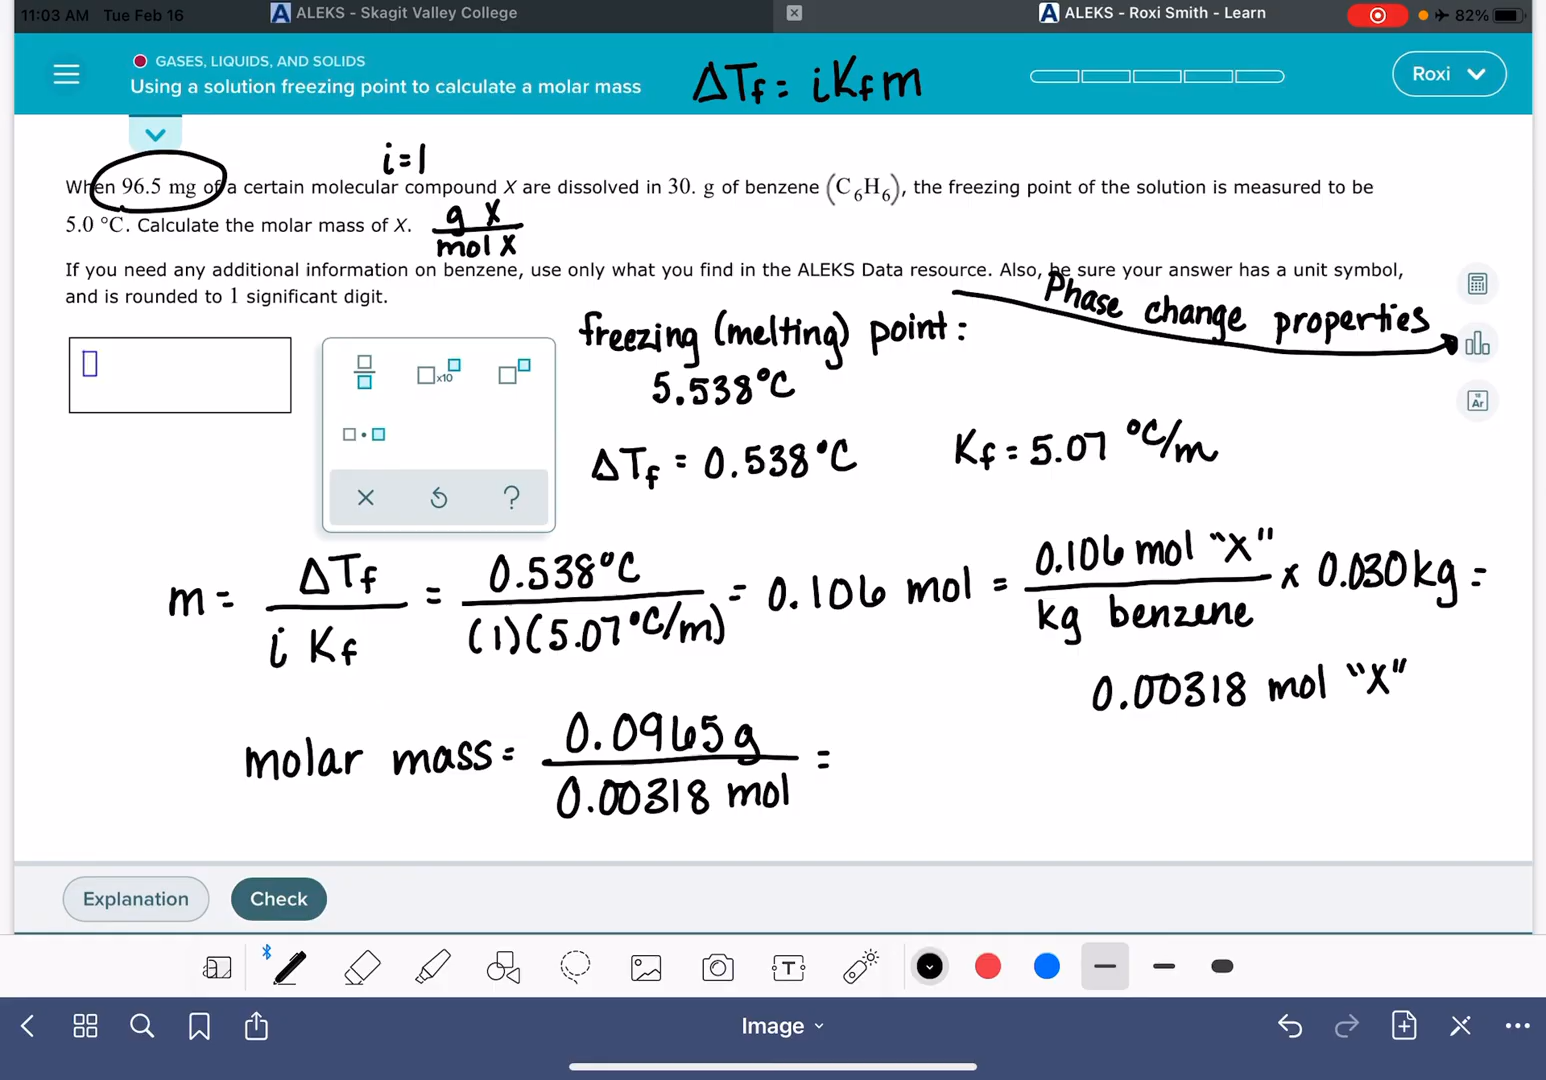 11:03 AM Tue Feb 16
ALEKS - Skagit Valley College
ALEKS - Roxi Smith - Learn
82%
GASES, LIQUIDS, AND SOLIDS
Using a solution freezing point to calculate a molar mass
ΔTf = iKfm
Roxi
i=1
When 96.5 mg of a certain molecular compound X are dissolved in 30. g of benzene (C6H6), the freezing point of the solution is measured to be
5.0 °C. Calculate the molar mass of X.
g X
mol X
If you need any additional information on benzene, use only what you find in the ALEKS Data resource. Also, be sure your answer has a unit symbol,
and is rounded to 1 significant digit.
Phase change properties
freezing (melting) point:
5.538°C
x10
Ar
ΔTf = 0.538°C
Kf = 5.07 °C/m
?
m = ΔTf / i Kf = 0.538°C / (1)(5.07°C/m) = 0.106 mol = 0.106 mol "X" / kg benzene x 0.030kg =
0.00318 mol "X"
molar mass = 0.0965g / 0.00318 mol =
Explanation
Check
a
T
Image